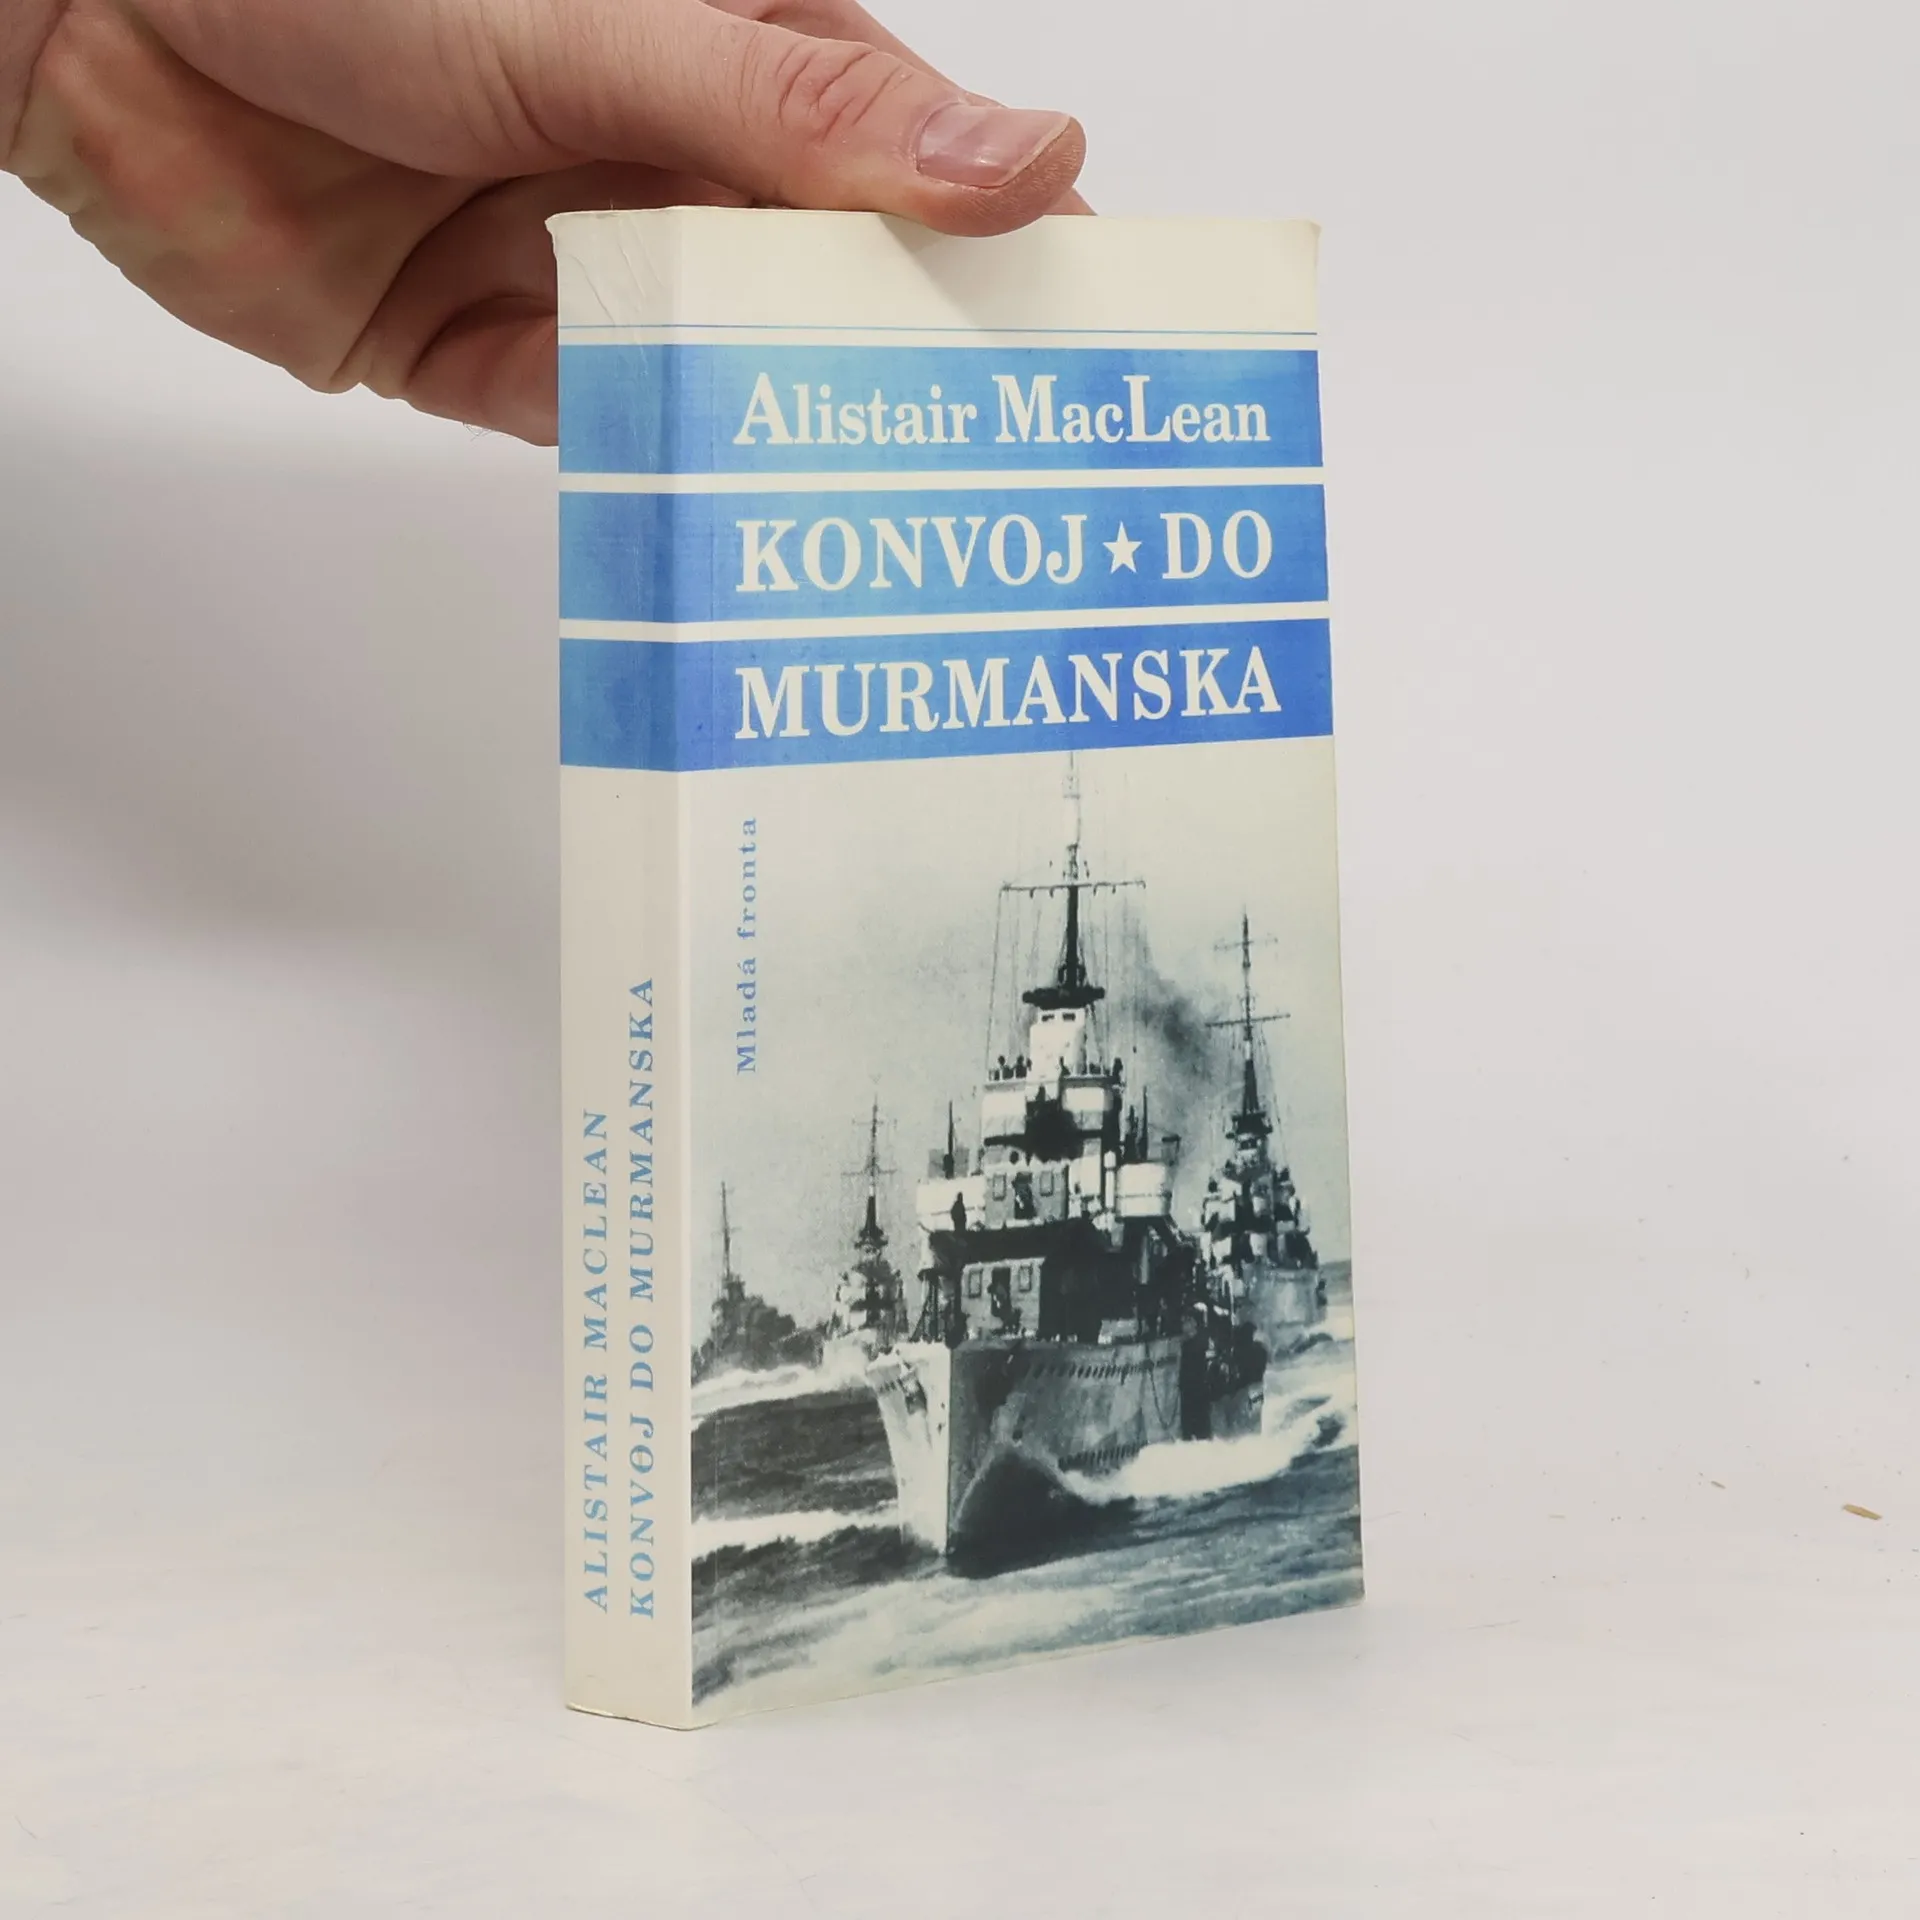 Alistair MacLean
KONVOJ ★ DO
MURMANSKA
Mladá fronta
ALISTAIR MACLEAN
KONVOJ DO MURMANSKA